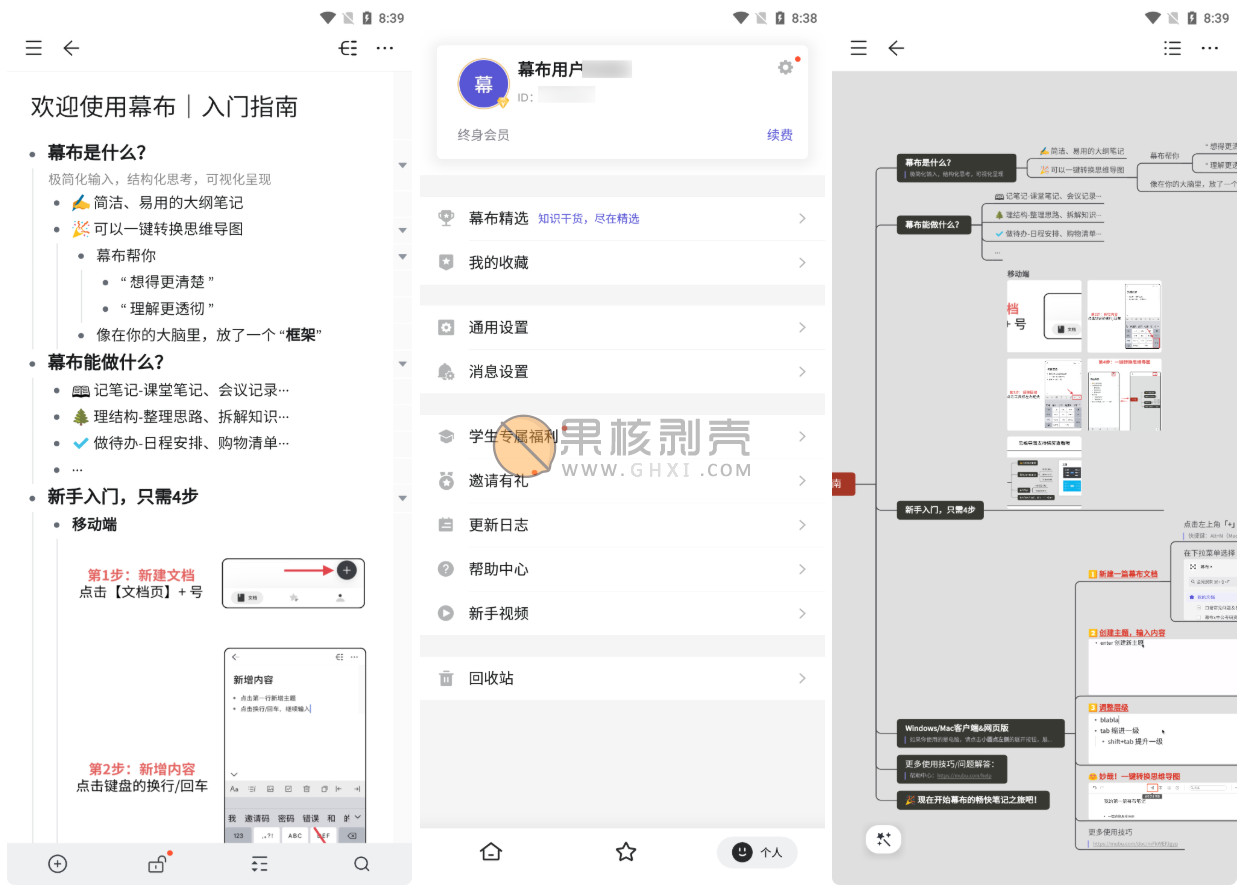 8:39
欢迎使用幕布｜入门指南
幕布是什么？
极简化输入，结构化思考，可视化呈现
✍️简洁、易用的大纲笔记
🎉可以一键转换思维导图
幕布帮你
“ 想得更清楚 ”
“ 理解更透彻 ”
像在你的大脑里，放了一个 “框架”
幕布能做什么？
📖记笔记-课堂笔记、会议记录···
🌲理结构-整理思路、拆解知识···
做待办-日程安排、购物清单···
...
新手入门，只需4步
移动端
第1步：新建文档
点击【文档页】+ 号
文档
新增内容
点击第一行新增主题
点击换行/回车、继续输入
第2步：新增内容
点击键盘的换行/回车
Aa
我 邀请码 密码 错误 和 的
123 ,.?! ABC DEF
8:38
幕
幕布用户
ID:
终身会员
续费
幕布精选 知识干货，尽在精选
我的收藏
通用设置
消息设置
学生专属福利
邀请有礼
更新日志
帮助中心
新手视频
回收站
个人
果核剥壳
WWW.GHXI.COM
8:39
幕布是什么？
极简化输入，结构化思考，可视化呈现
✍️简洁、易用的大纲笔记
🎉可以一键转换思维导图
幕布帮你
“ 想得更清
“ 理解更
像在你的大脑里，放了一个
幕布能做什么？
📖记笔记-课堂笔记、会议记录···
🌲理结构-整理思路、拆解知识···
做待办-日程安排、购物清单···
...
移动端
档
+ 号
文档
南
新手入门，只需4步
点击左上角「+」
在下拉菜单选择
1 新建一篇幕布文档
2 创建主题，输入内容
enter 创建新主题
3 调整层级
blabla
tab 缩进一级
shift+tab 提升一级
妙哉！一键转换思维导图
Windows/Mac客户端&网页版
更多使用技巧/问题解答：
帮助中心：https://mubu.com/help
🎉 现在开始幕布的畅快笔记之旅吧！
更多使用技巧